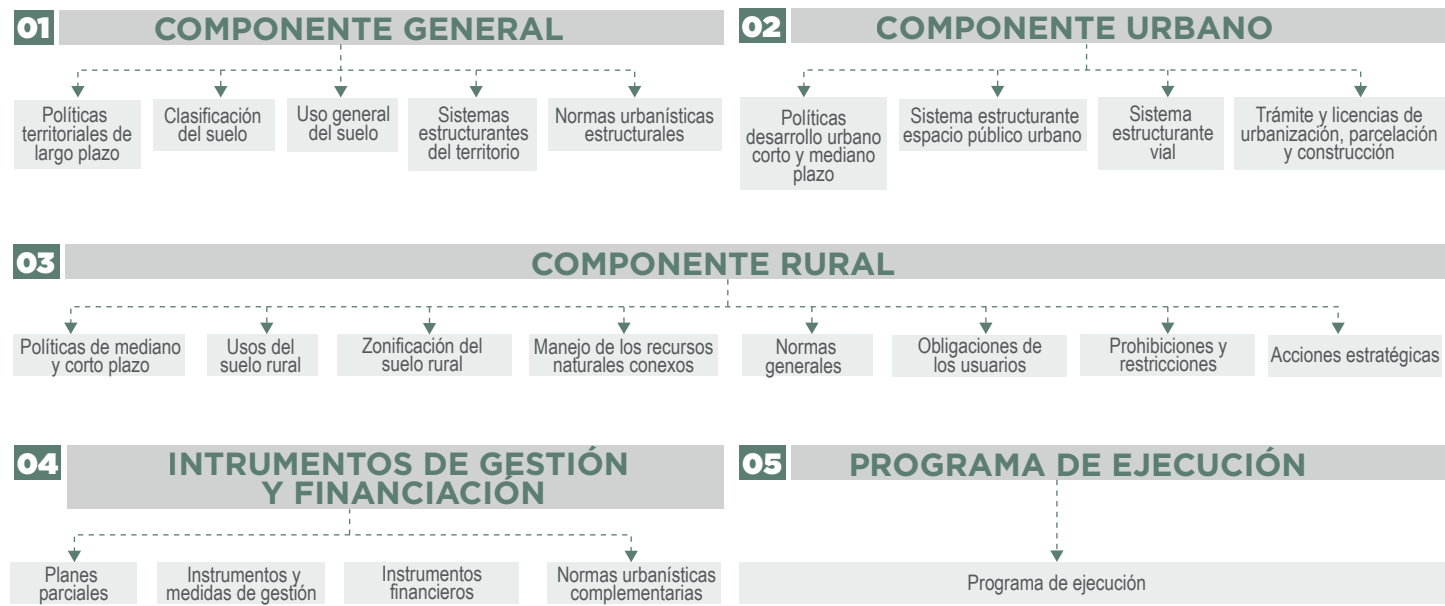 01 COMPONENTE GENERAL
Políticas
territoriales de
largo plazo
Clasificación
del suelo
Uso general
del suelo
Sistemas
estructurantes
del territorio
Normas urbanísticas
estructurales
02 COMPONENTE URBANO
Políticas
desarrollo urbano
corto y mediano
plazo
Sistema estructurante
espacio público urbano
Sistema
estructurante
vial
Trámite y licencias de
urbanización, parcelación
y construcción
03 COMPONENTE RURAL
Políticas de mediano
y corto plazo
Usos del
suelo rural
Zonificación del
suelo rural
Manejo de los recursos
naturales conexos
Normas
generales
Obligaciones de
los usuarios
Prohibiciones y
restricciones
Acciones estratégicas
04 INTRUMENTOS DE GESTIÓN
Y FINANCIACIÓN
Planes
parciales
Instrumentos y
medidas de gestión
Instrumentos
financieros
Normas urbanísticas
complementarias
05 PROGRAMA DE EJECUCIÓN
Programa de ejecución